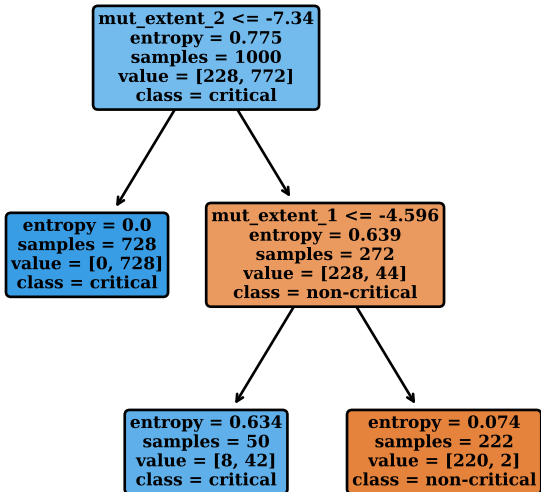 mut_extent_2 <= -7.34
entropy = 0.775
samples = 1000
value = [228, 772]
class = critical
entropy = 0.0
samples = 728
value = [0, 728]
class = critical
mut_extent_1 <= -4.596
entropy = 0.639
samples = 272
value = [228, 44]
class = non-critical
entropy = 0.634
samples = 50
value = [8, 42]
class = critical
entropy = 0.074
samples = 222
value = [220, 2]
class = non-critical